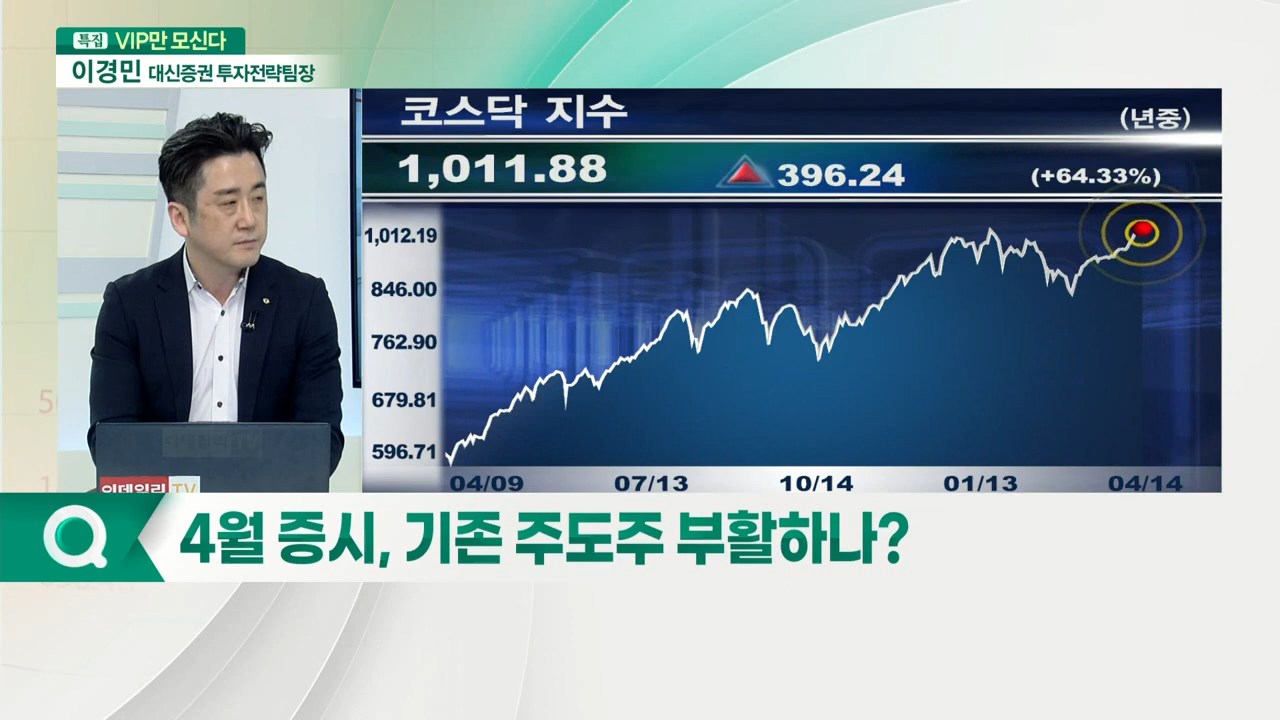 특집 VIP만 모신다
이경민 대신증권 투자전략팀장
코스닥 지수
(년중)
1,011.88 396.24 (+64.33%)
1,012.19
846.00
762.90
679.81
596.71
04/09 07/13 10/14 01/13 04/14
이데일리 TV
4월 증시, 기존 주도주 부활하나?